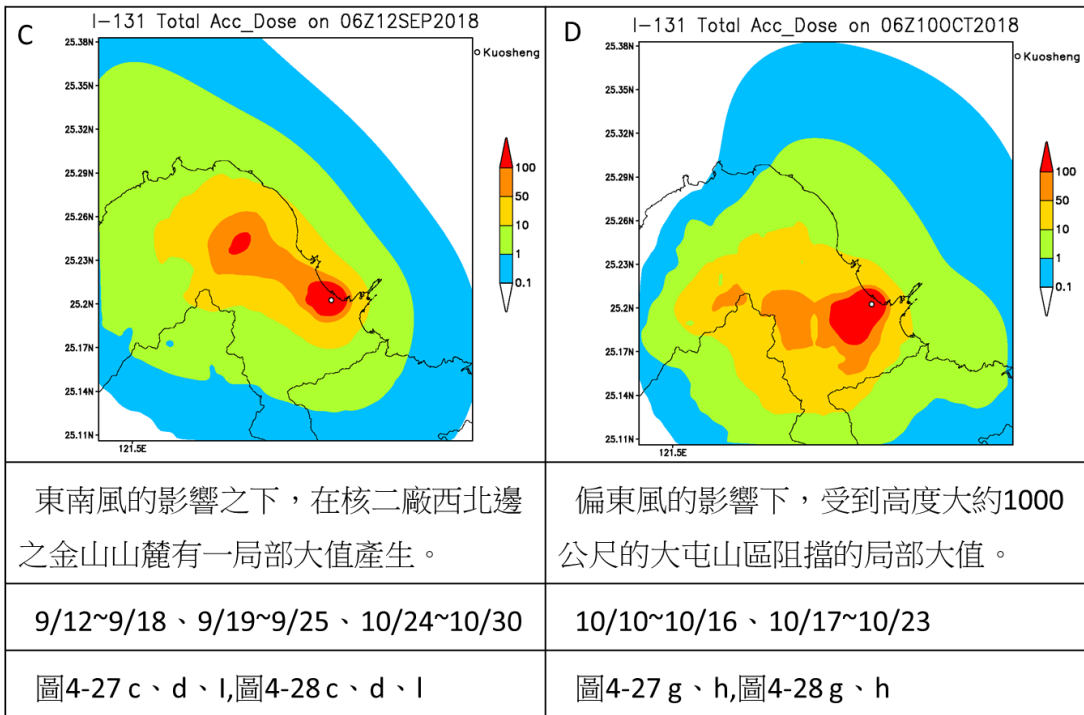 C
I-131 Total Acc_Dose on 06Z12SEP2018
25.38N
25.35N
25.32N
25.29N
25.26N
25.23N
25.2N
25.17N
25.14N
25.11N
121.5E
Kuosheng
100
50
10
1
0.1
D
I-131 Total Acc_Dose on 06Z10OCT2018
25.38N
25.35N
25.32N
25.29N
25.26N
25.23N
25.2N
25.17N
25.14N
25.11N
121.5E
Kuosheng
100
50
10
1
0.1
東南風的影響之下，在核二廠西北邊
之金山山麓有一局部大值產生。
偏東風的影響下，受到高度大約1000
公尺的大屯山區阻擋的局部大值。
9/12~9/18、9/19~9/25、10/24~10/30
10/10~10/16、10/17~10/23
圖4-27 c、d、I,圖4-28 c、d、l
圖4-27 g、h,圖4-28 g、h